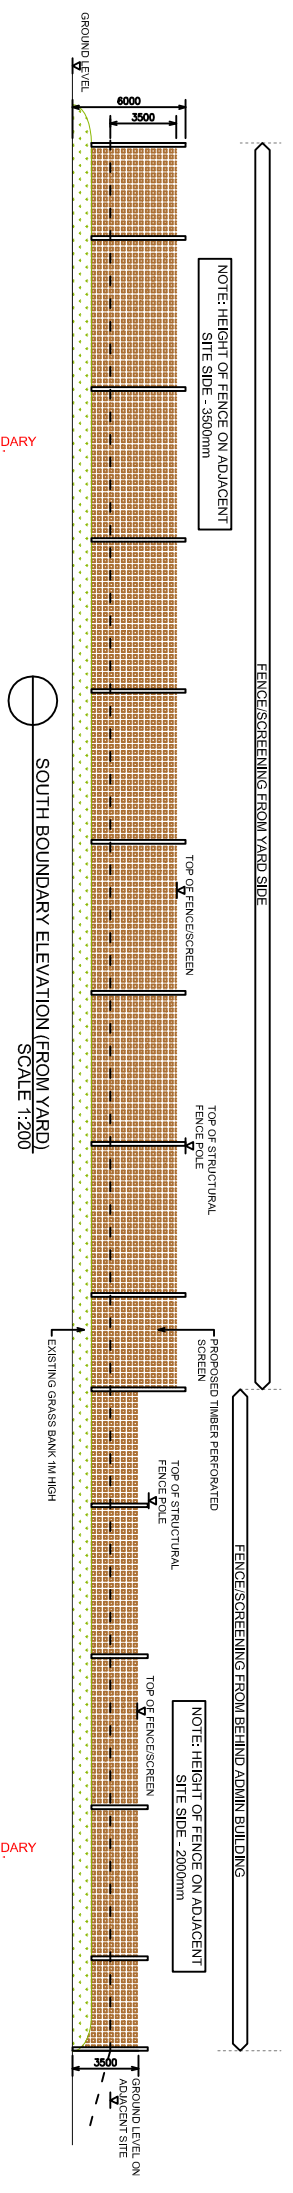 FENCE/SCREENING FROM YARD SIDE
FENCE/SCREENING FROM BEHIND ADMIN BUILDING
NOTE: HEIGHT OF FENCE ON ADJACENT
SITE SIDE - 3500mm
NOTE: HEIGHT OF FENCE ON ADJACENT
SITE SIDE - 2000mm
TOP OF FENCE/SCREEN
TOP OF STRUCTURAL
FENCE POLE
PROPOSED TIMBER PERFORATED
SCREEN
TOP OF STRUCTURAL
FENCE POLE
TOP OF FENCE/SCREEN
GROUND LEVEL ON
ADJACENT SITE
6000
3500
3500
GROUND LEVEL
EXISTING GRASS BANK 1M HIGH
SOUTH BOUNDARY ELEVATION (FROM YARD)
SCALE 1:200
DARY
DARY